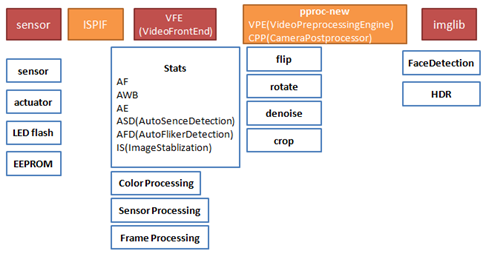 sensor
ISPIF
VFE
(VideoFrontEnd)
pproc-new
VPE(VideoPreprocessingEngine)
CPP(CameraPostprocessor)
imglib
sensor
actuator
LED flash
EEPROM
Stats
AF
AWB
AE
ASD(AutoSenceDetection)
AFD(AutoFlikerDetection)
IS(ImageStablization)
Color Processing
Sensor Processing
Frame Processing
flip
rotate
denoise
crop
FaceDetection
HDR